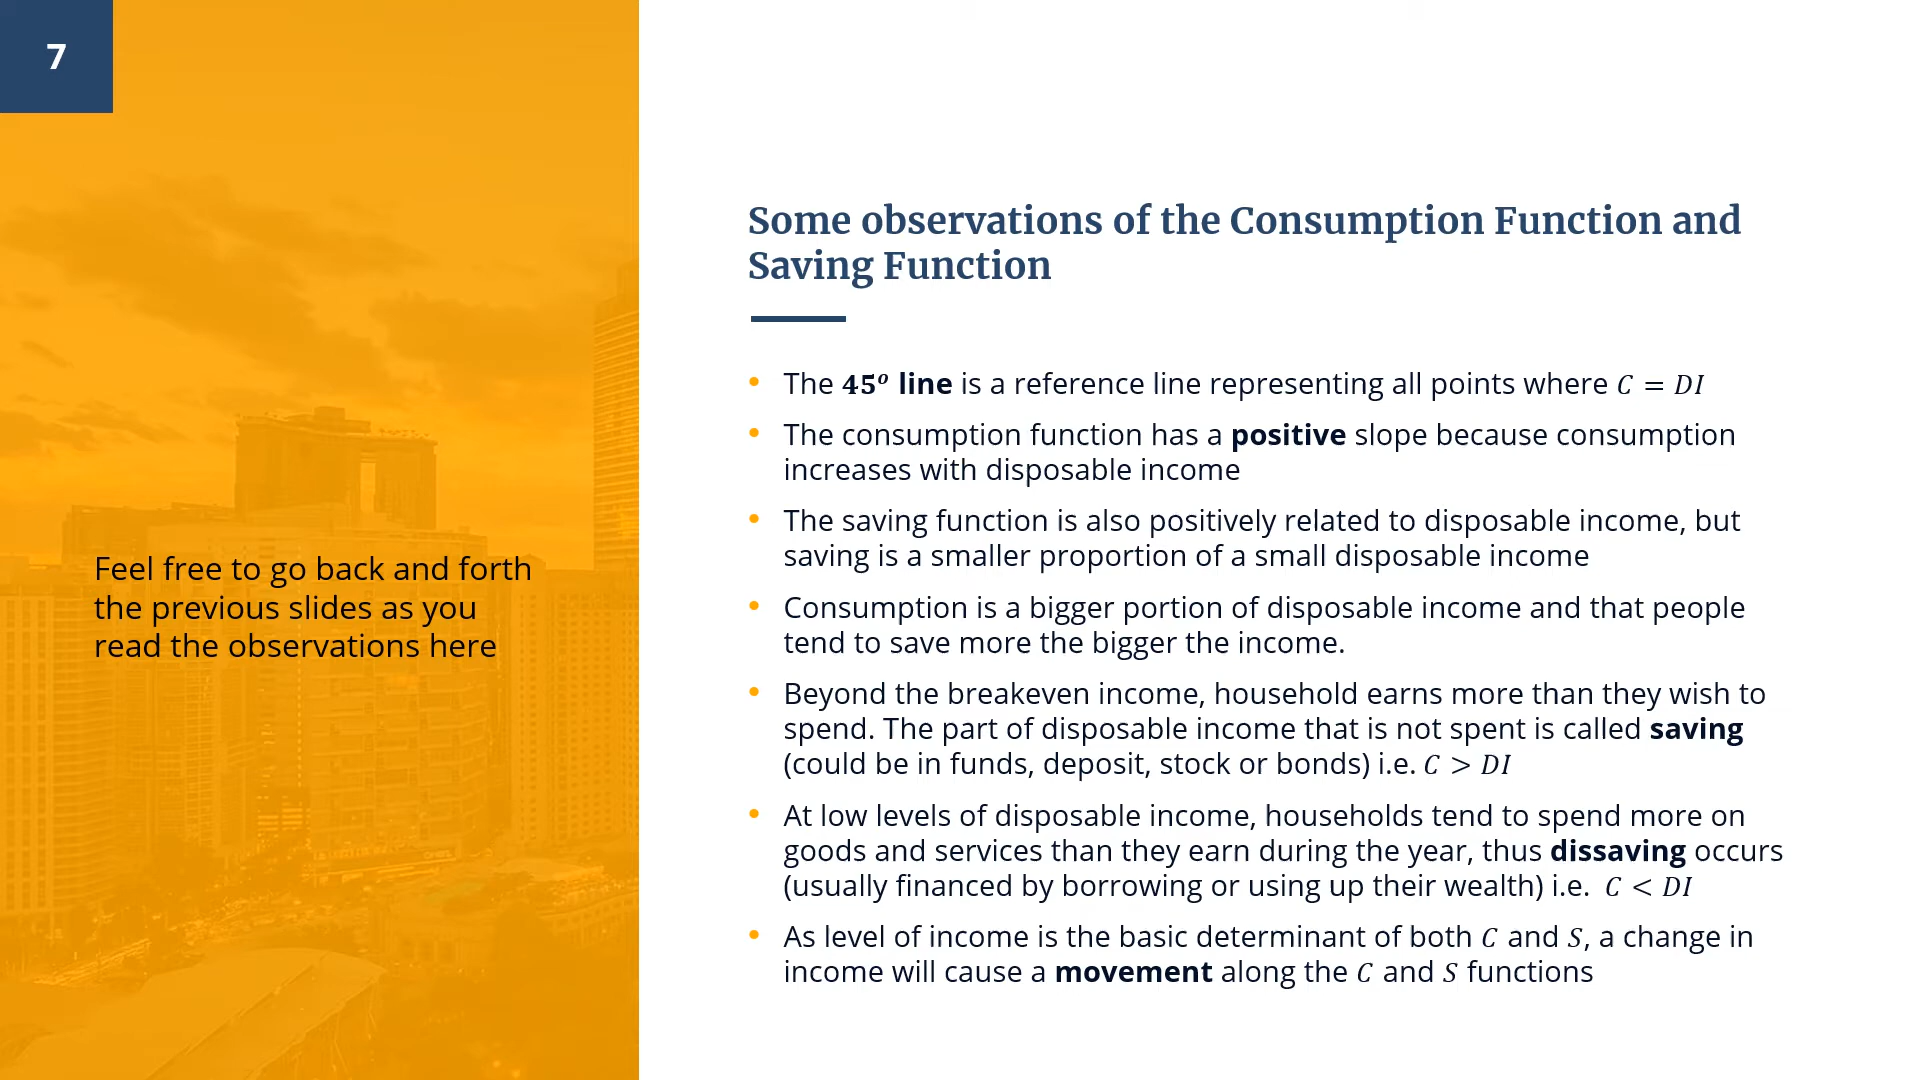 7
Feel free to go back and forth
the previous slides as you
read the observations here
Some observations of the Consumption Function and
Saving Function
• The 45° line is a reference line representing all points where C = DI
• The consumption function has a positive slope because consumption
increases with disposable income
• The saving function is also positively related to disposable income, but
saving is a smaller proportion of a small disposable income
• Consumption is a bigger portion of disposable income and that people
tend to save more the bigger the income.
• Beyond the breakeven income, household earns more than they wish to
spend. The part of disposable income that is not spent is called saving
(could be in funds, deposit, stock or bonds) i.e. C > DI
• At low levels of disposable income, households tend to spend more on
goods and services than they earn during the year, thus dissaving occurs
(usually financed by borrowing or using up their wealth) i.e. C < DI
• As level of income is the basic determinant of both C and S, a change in
income will cause a movement along the C and S functions